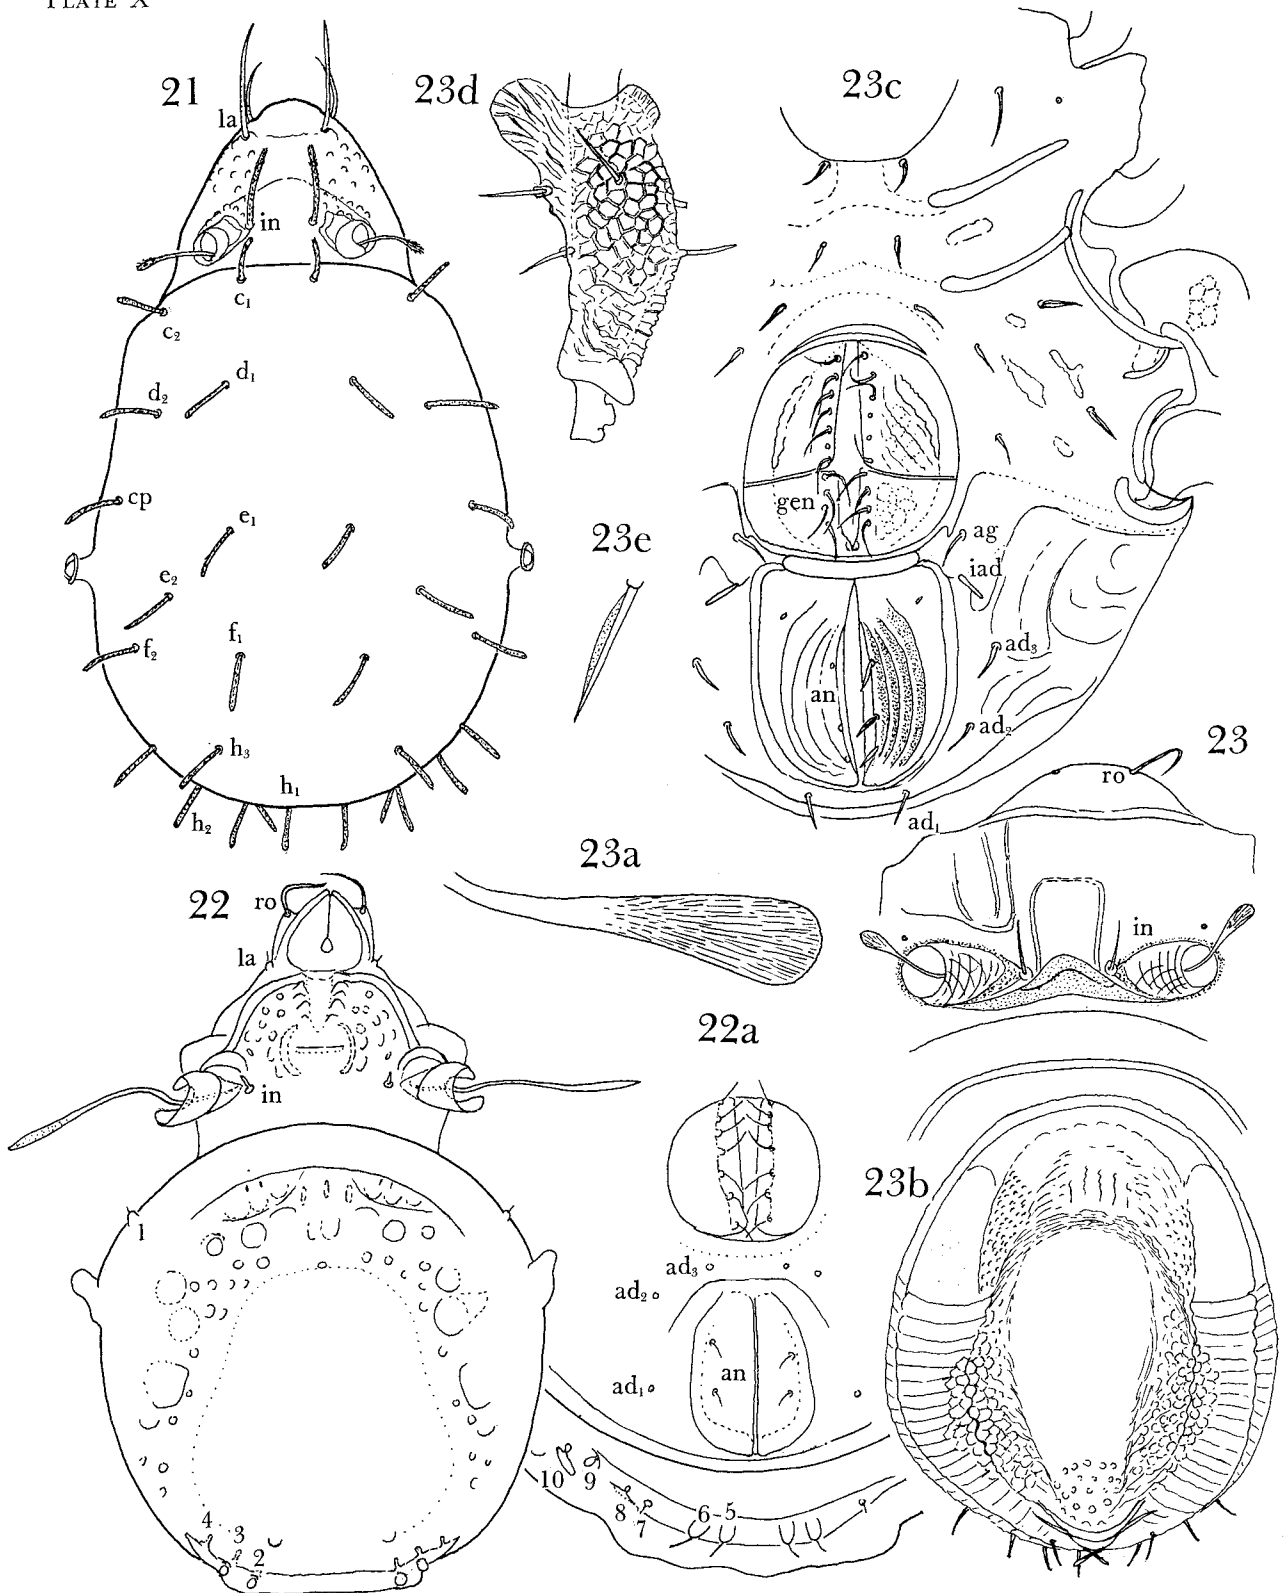 PLATE X
21
la
in
c₁
c₂
d₁
d₂
cp
e₁
e₂
f₁
f₂
h₃
h₁
h₂
23d
23e
23c
gen
ag
iad
ad₃
an
ad₂
ad₁
23
ro
in
23a
22
ro
la
in
1
4
3
2
22a
ad₃
ad₂
ad₁
an
10
9
8
7
6-5
23b